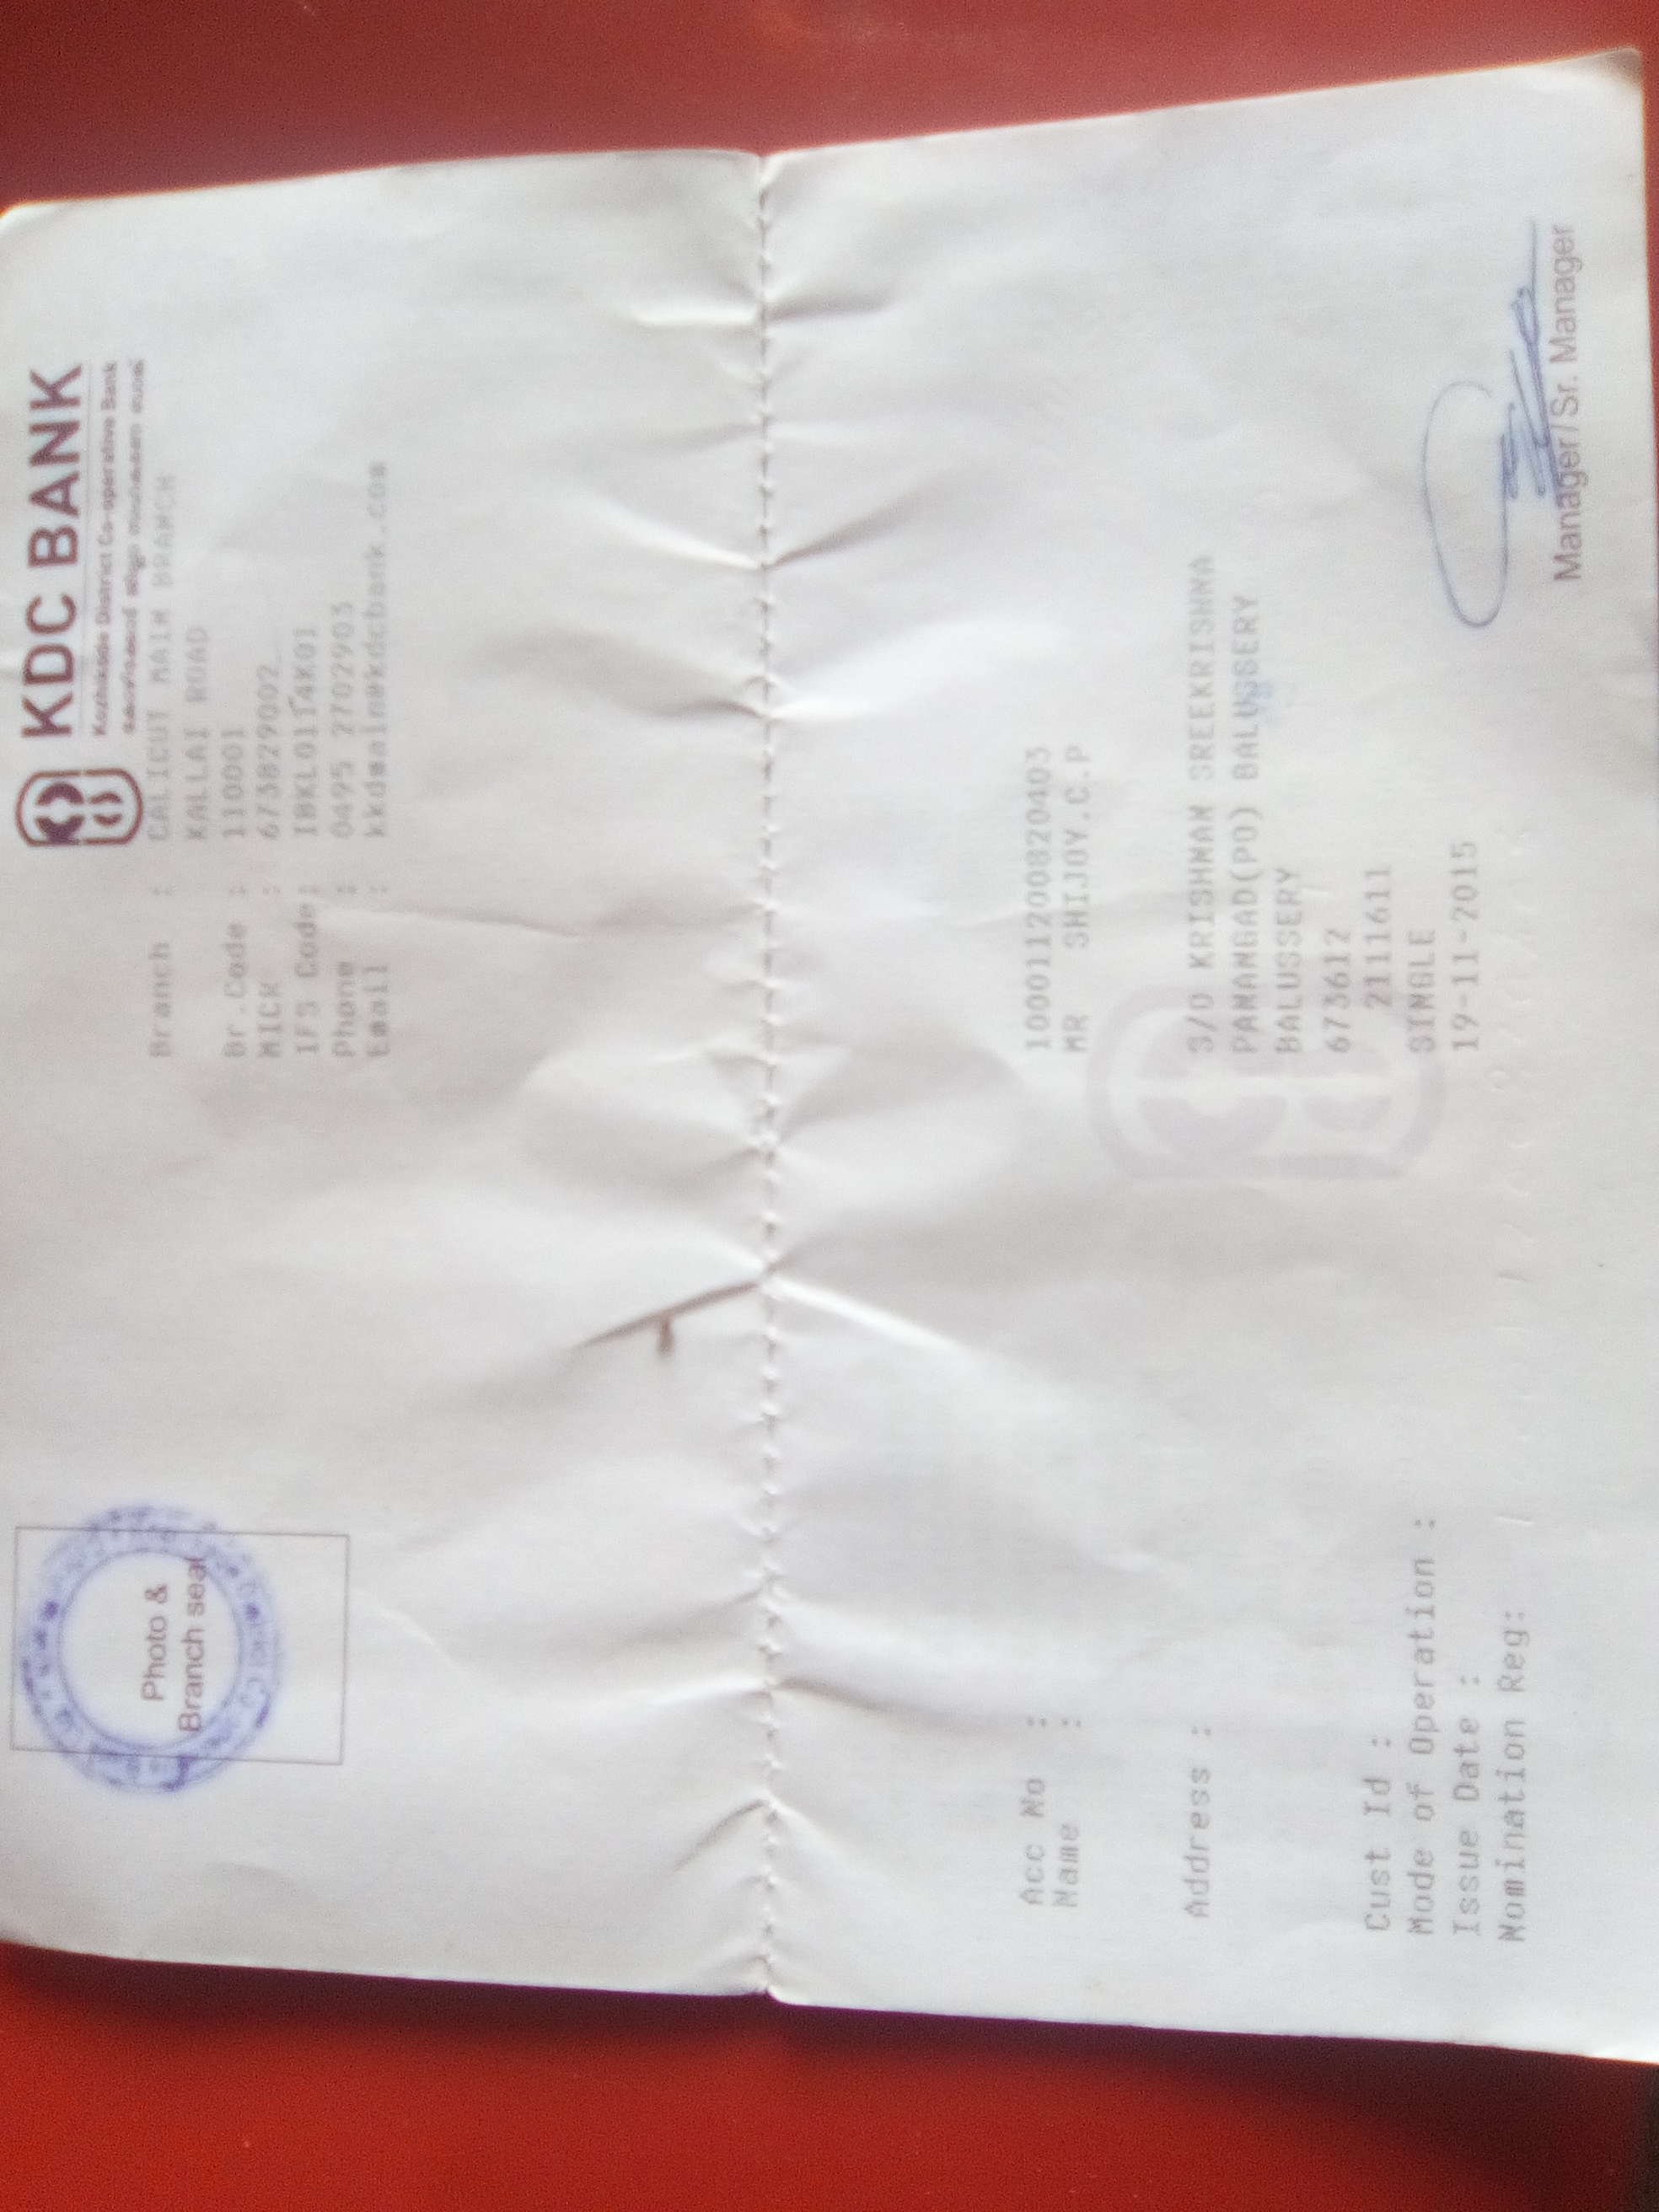 KDC BANK
Kozhikode District Co-operative Bank
കോഴിക്കോട് ജില്ലാ സഹകരണ ബാങ്ക്
Photo &
Branch seal
Branch : CALICUT MAIN BRANCH
KALLAI ROAD
Br.Code : 110001
MICR : 673829002
IFS Code: IBKL0114K01
Phone : 0495 2702903
Email : kkdmain@kdcbank.com
Acc No : 100011200820403
Name : MR SHIJOY.C.P
Address : S/O KRISHNAN SREEKRISHNA
PANANGAD(PO) BALUSSERY
BALUSSERY
673612
Cust Id : 2111611
Mode of Operation : SINGLE
Issue Date : 19-11-2015
Nomination Reg:
Manager/Sr. Manager